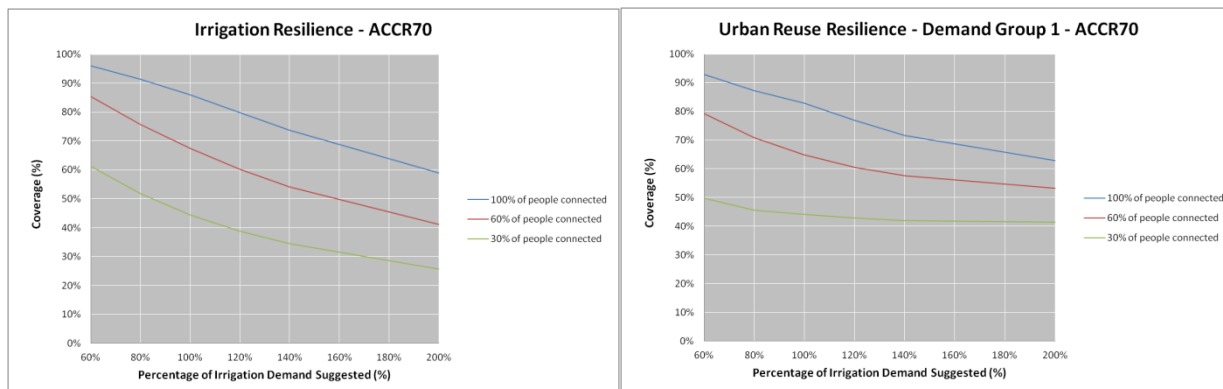 Irrigation Resilience - ACCR70
100%
90%
80%
70%
60%
50%
40%
30%
20%
10%
0%
Coverage (%)
60% 80% 100% 120% 140% 160% 180% 200%
Percentage of Irrigation Demand Suggested (%)
100% of people connected
60% of people connected
30% of people connected
Urban Reuse Resilience - Demand Group 1 - ACCR70
100%
90%
80%
70%
60%
50%
40%
30%
20%
10%
0%
Coverage (%)
60% 80% 100% 120% 140% 160% 180% 200%
Percentage of Irrigation Demand Suggested (%)
100% of people connected
60% of people connected
30% of people connected